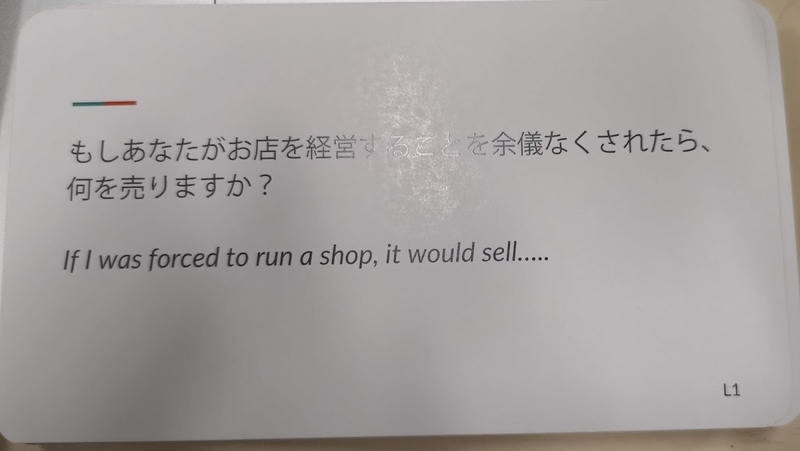 もしあなたがお店を経営することを余儀なくされたら、
何を売りますか？
If I was forced to run a shop, it would sell.....
L1